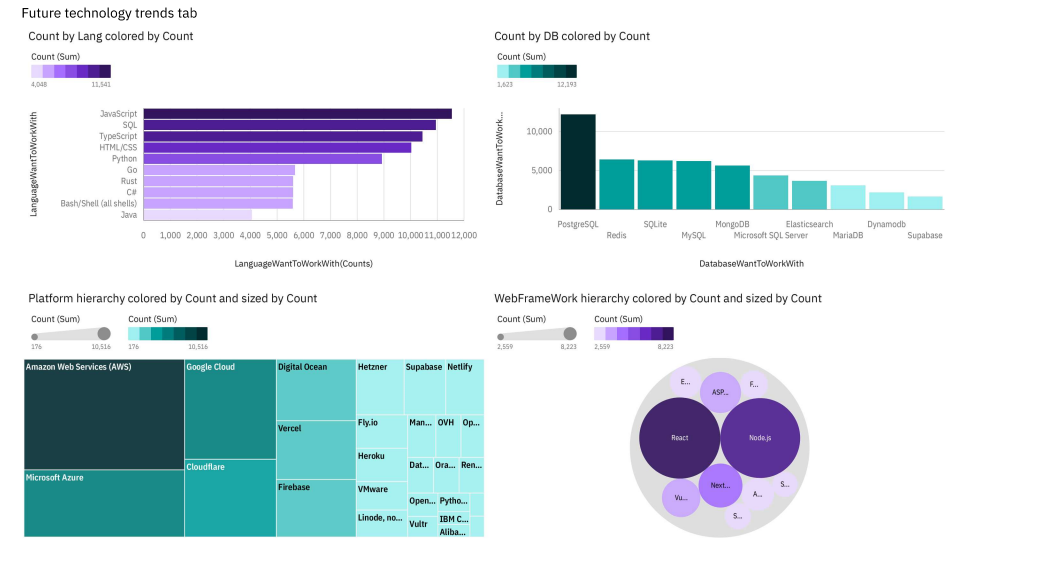 Future technology trends tab
Count by Lang colored by Count
Count (Sum)
4,048 11,541
LanguageWantToWorkWith
JavaScript
SQL
TypeScript
HTML/CSS
Python
Go
Rust
C#
Bash/Shell (all shells)
Java
0 1,000 2,000 3,000 4,000 5,000 6,000 7,000 8,000 9,000 10,000 11,000 12,000
LanguageWantToWorkWith(Counts)
Count by DB colored by Count
Count (Sum)
1,623 12,193
DatabaseWantToWork...
10,000
5,000
0
PostgreSQL SQLite MongoDB Elasticsearch Dynamodb
Redis MySQL Microsoft SQL Server MariaDB Supabase
DatabaseWantToWorkWith
Platform hierarchy colored by Count and sized by Count
Count (Sum) Count (Sum)
176 10,516 176 10,516
Amazon Web Services (AWS)
Microsoft Azure
Google Cloud
Cloudflare
Digital Ocean
Vercel
Firebase
Hetzner
Fly.io
Heroku
VMware
Linode, no...
Supabase Netlify
Man... OVH Op...
Dat... Ora... Ren...
Open... Pytho...
Vultr IBM C...
Aliba...
WebFrameWork hierarchy colored by Count and sized by Count
Count (Sum) Count (Sum)
2,559 8,223 2,559 8,223
E... ASP... F...
React Node.js
Next... S...
Vu... A...
S...